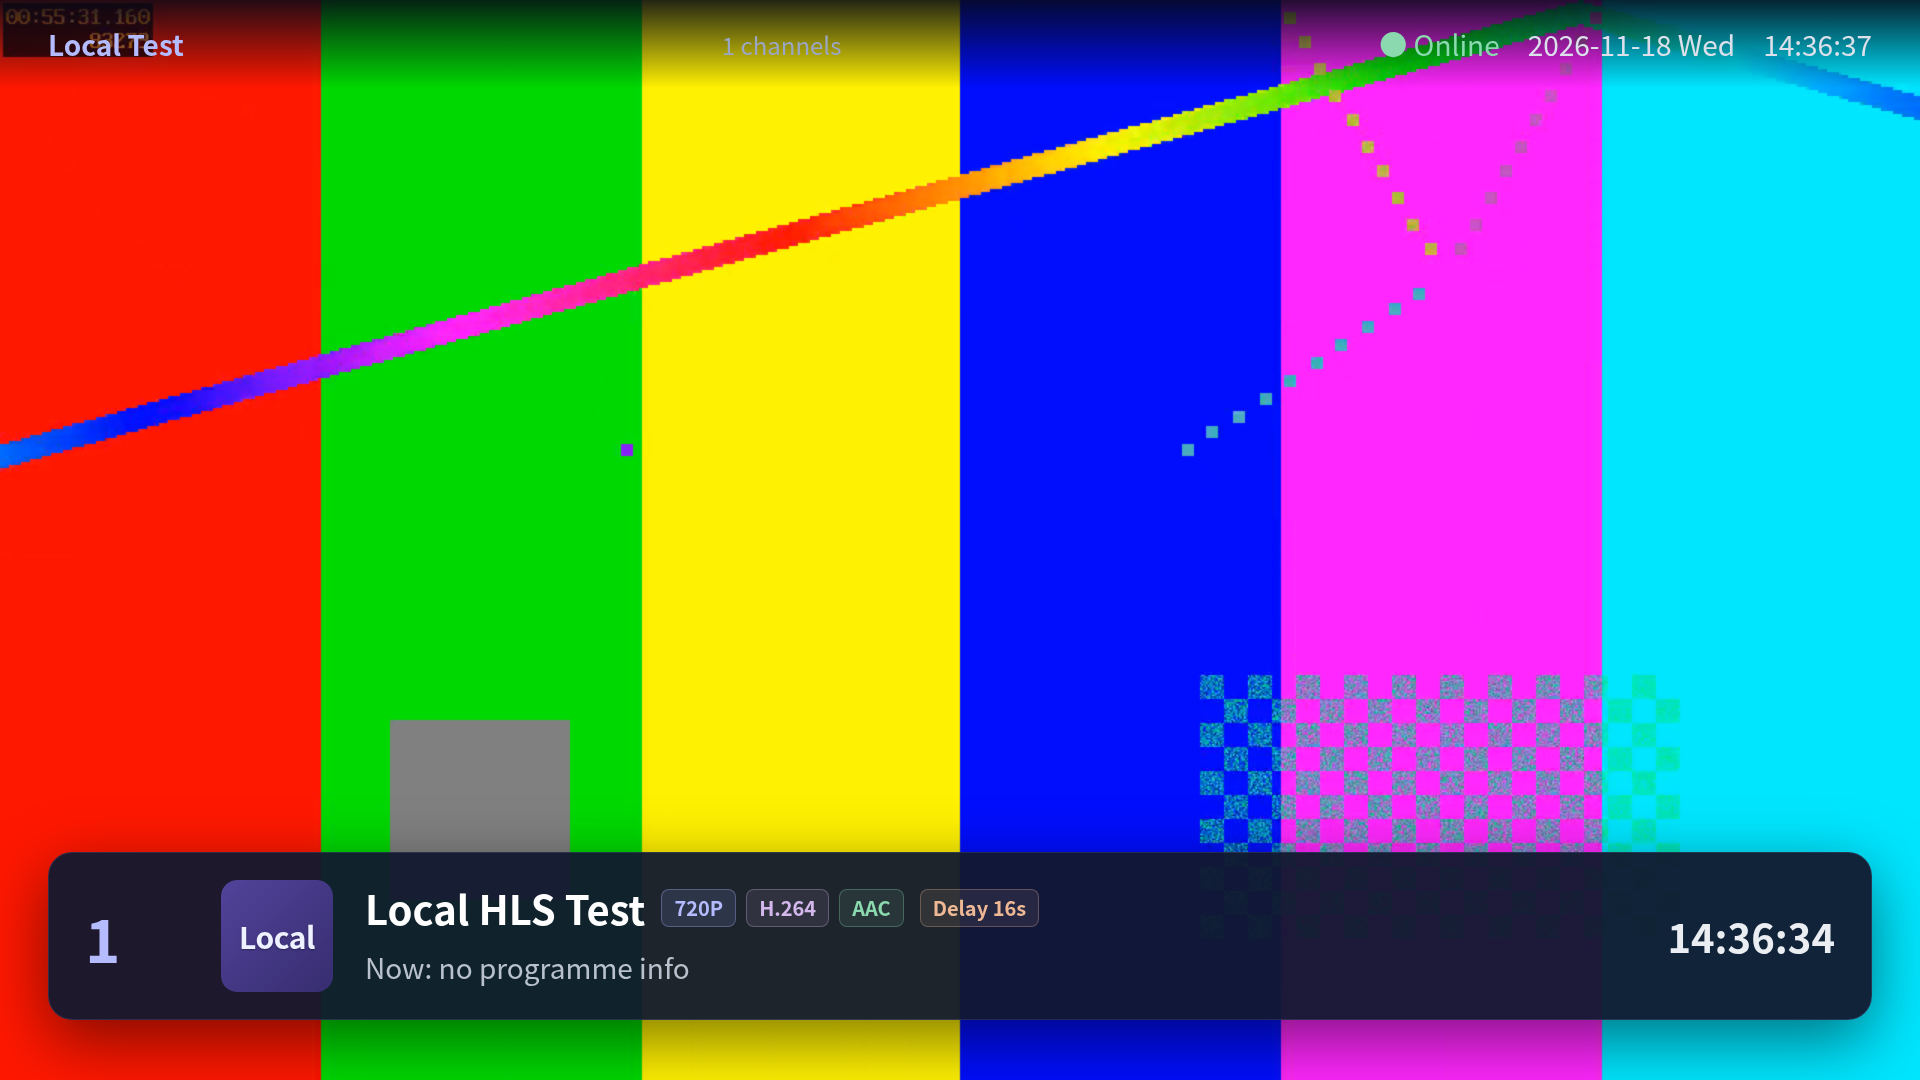 00:55:31.160
Local Test
1 channels
Online 2026-11-18 Wed 14:36:37
1
Local
Local HLS Test 720P H.264 AAC Delay 16s
Now: no programme info
14:36:34